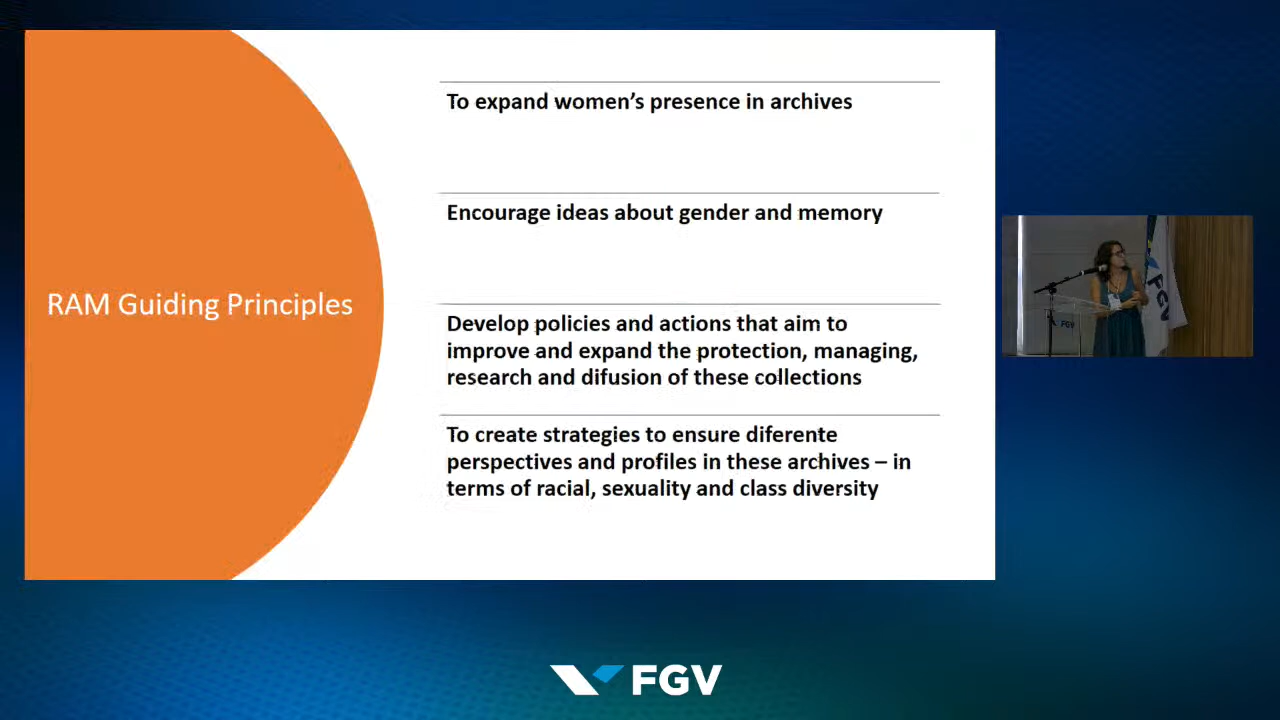 To expand women’s presence in archives
Encourage ideas about gender and memory
RAM Guiding Principles
Develop policies and actions that aim to
improve and expand the protection, managing,
research and difusion of these collections
To create strategies to ensure diferente
perspectives and profiles in these archives – in
terms of racial, sexuality and class diversity
FGV
FGV
FGV